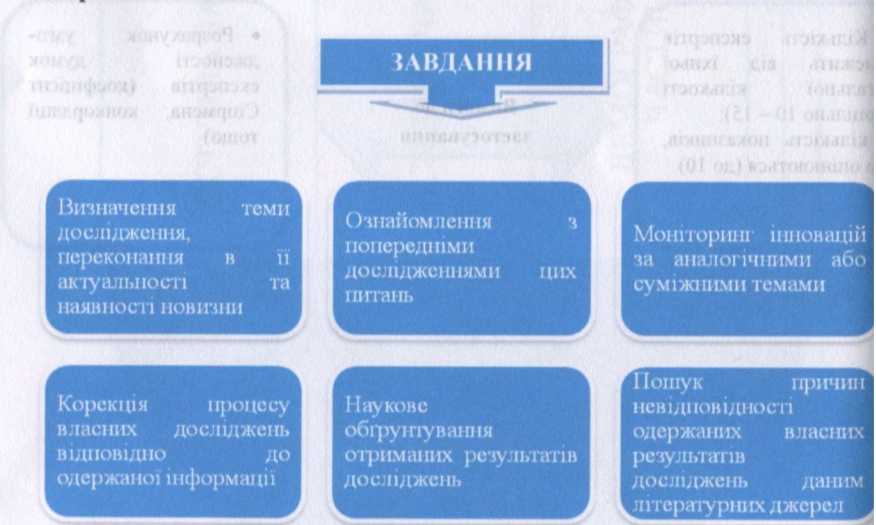 ЗАВДАННЯ
Визначення теми
дослідження,
переконання в її
актуальності та
наявності новизни
Ознайомлення з
попередніми
дослідженнями цих
питань
Моніторинг інновацій
за аналогічними або
суміжними темами
Корекція процесу
власних досліджень
відповідно до
одержаної інформації
Наукове
обґрунтування
отриманих результатів
досліджень
Пошук причин
невідповідності
одержаних власних
результатів
досліджень даним
літературних джерел